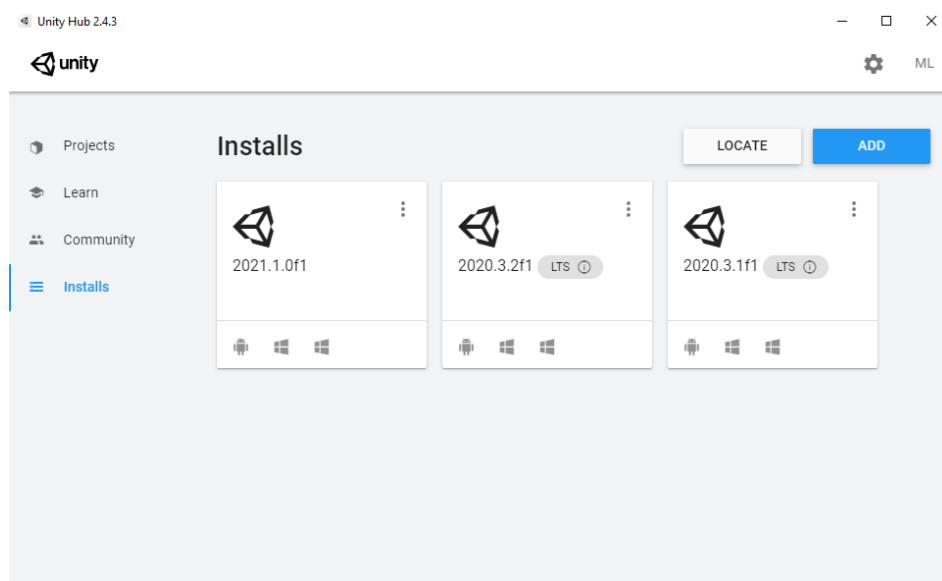 Unity Hub 2.4.3
unity
ML
Projects
Learn
Community
Installs
Installs
LOCATE
ADD
2021.1.0f1
2020.3.2f1 LTS
2020.3.1f1 LTS